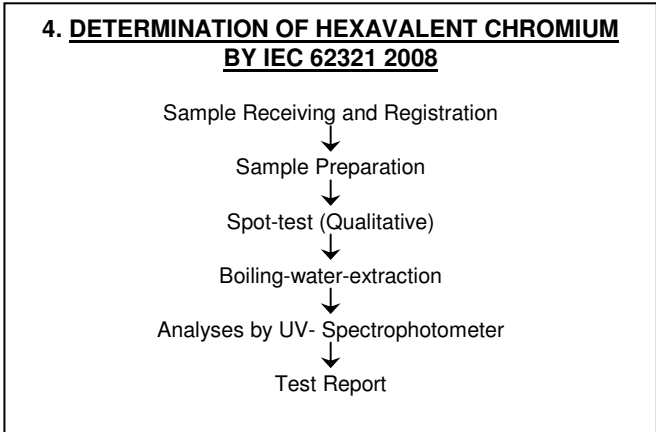 4. DETERMINATION OF HEXAVALENT CHROMIUM
BY IEC 62321 2008
Sample Receiving and Registration
Sample Preparation
Spot-test (Qualitative)
Boiling-water-extraction
Analyses by UV- Spectrophotometer
Test Report